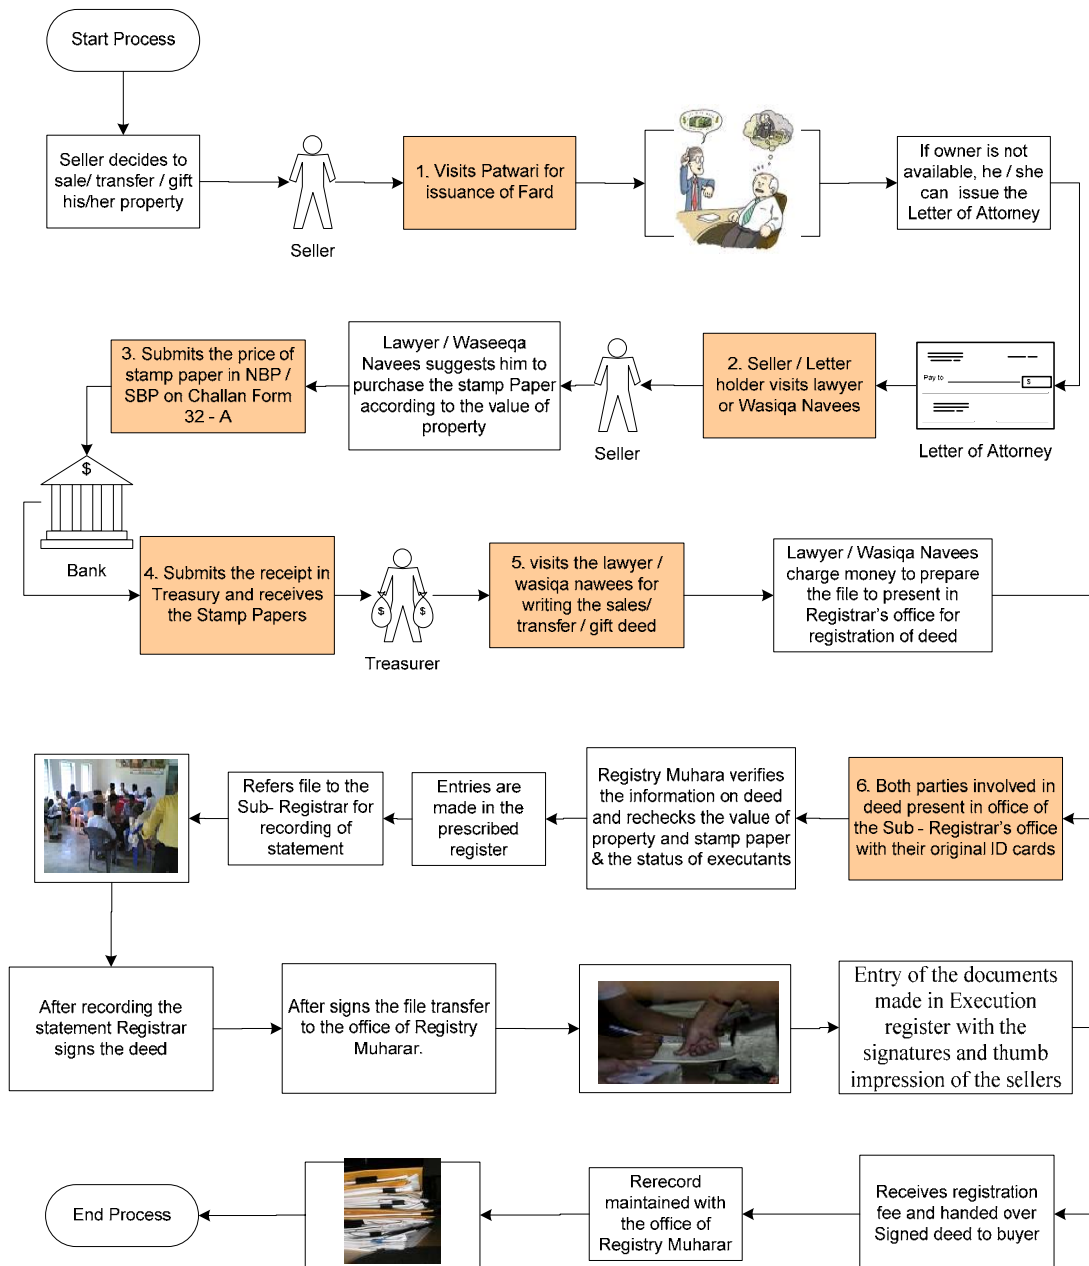 Start Process
Seller decides to
sale/ transfer / gift
his/her property
Seller
1. Visits Patwari for
issuance of Fard
If owner is not
available, he / she
can issue the
Letter of Attorney
3. Submits the price of
stamp paper in NBP /
SBP on Challan Form
32 - A
Lawyer / Waseeqa
Navees suggests him to
purchase the stamp Paper
according to the value of
property
Seller
2. Seller / Letter
holder visits lawyer
or Wasiqa Navees
Pay to
$
Letter of Attorney
$
Bank
4. Submits the receipt in
Treasury and receives
the Stamp Papers
$ $
Treasurer
5. visits the lawyer /
wasiqa nawees for
writing the sales/
transfer / gift deed
Lawyer / Wasiqa Navees
charge money to prepare
the file to present in
Registrar's office for
registration of deed
Refers file to the
Sub- Registrar for
recording of
statement
Entries are
made in the
prescribed
register
Registry Muhara verifies
the information on deed
and rechecks the value of
property and stamp paper
& the status of executants
6. Both parties involved in
deed present in office of
the Sub - Registrar's office
with their original ID cards
After recording the
statement Registrar
signs the deed
After signs the file transfer
to the office of Registry
Muharar.
Entry of the documents
made in Execution
register with the
signatures and thumb
impression of the sellers
End Process
Rerecord
maintained with
the office of
Registry Muharar
Receives registration
fee and handed over
Signed deed to buyer